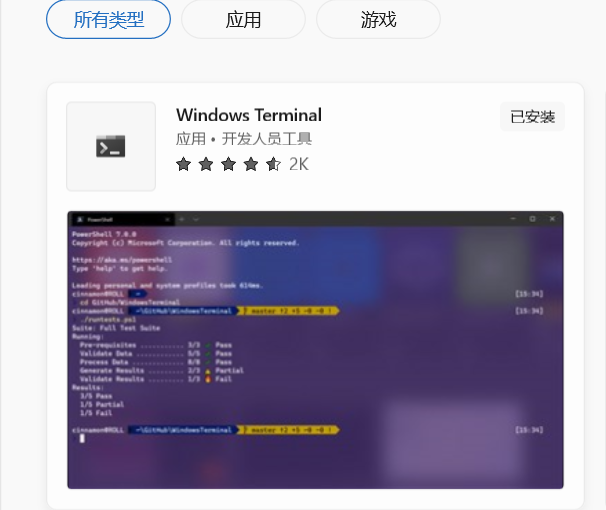 所有类型 应用 游戏
Windows Terminal 已安装
应用 • 开发人员工具
2K
PowerShell
PowerShell 7.0.0
Copyright (c) Microsoft Corporation. All rights reserved.
https://aka.ms/powershell
Type 'help' to get help.
Loading personal and system profiles took 616ms.
cinnamon@ROLL ~ [15:34]
cd GitHub/WindowsTerminal
cinnamon@ROLL ~\GitHub\WindowsTerminal master [15:34]
./runtests.ps1
Suite: Full Test Suite
Running:
Pre-requisites ........... 3/3 Pass
Validate Data ............ 5/5 Pass
Process Data ............. 8/8 Pass
Generate Results ......... 2/3 Partial
Validate Results ......... 1/3 Fail
Results:
3/5 Pass
1/5 Partial
1/5 Fail
cinnamon@ROLL ~\GitHub\WindowsTerminal master [15:34]